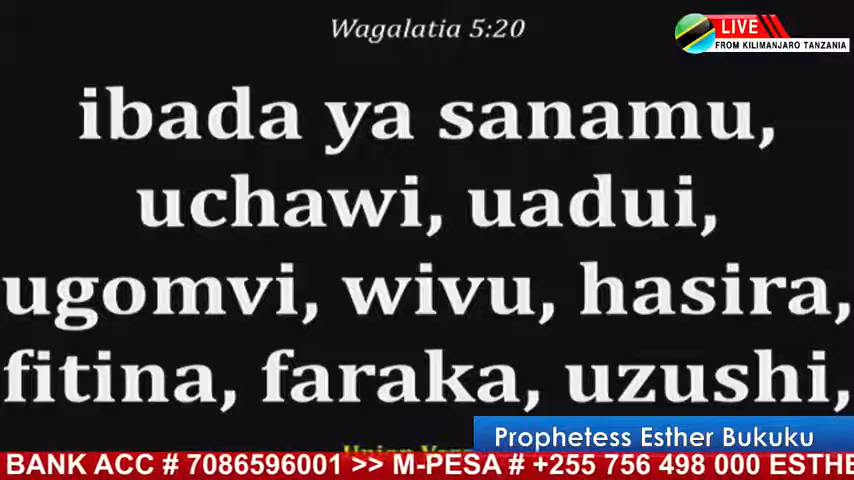 Wagalatia 5:20
LIVE
FROM KILIMANJARO TANZANIA
ibada ya sanamu,
uchawi, uadui,
ugomvi, wivu, hasira,
fitina, faraka, uzushi,
Prophetess Esther Bukuku
BANK ACC # 7086596001 >> M-PESA # +255 756 498 000 ESTHE